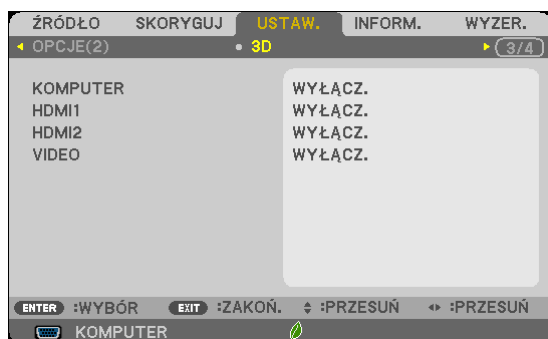 ŹRÓDŁO SKORYGUJ USTAW. INFORM. WYZER.
OPCJE(2) 3D 3/4
KOMPUTER WYŁĄCZ.
HDMI1 WYŁĄCZ.
HDMI2 WYŁĄCZ.
VIDEO WYŁĄCZ.
ENTER :WYBÓR EXIT :ZAKOŃ. :PRZESUŃ :PRZESUŃ
KOMPUTER